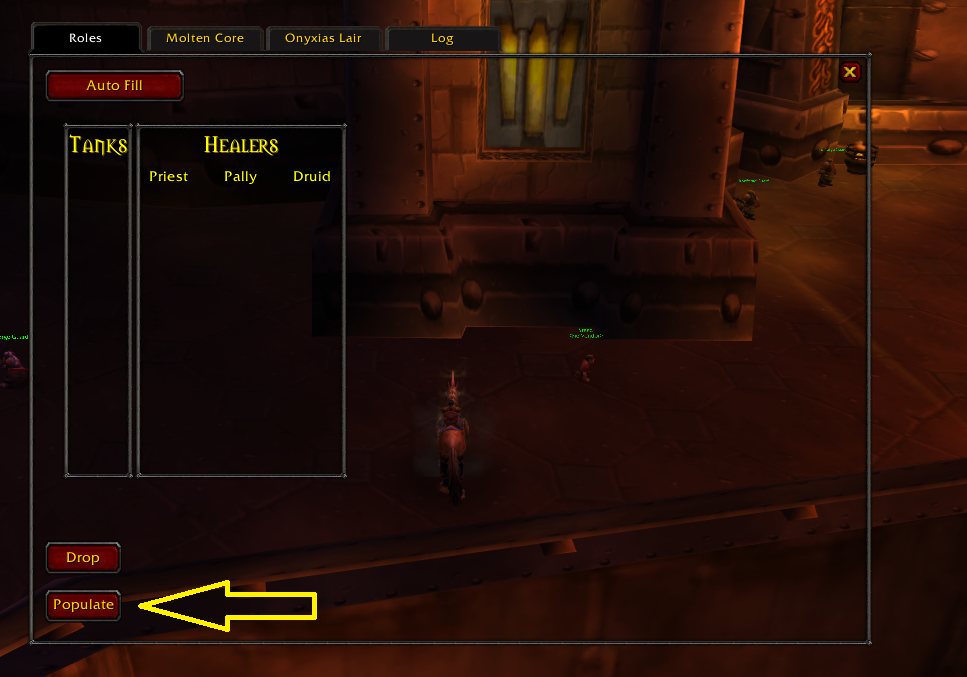 Roles
Molten Core
Onyxias Lair
Log
Auto Fill
Tanks
Healers
Priest
Pally
Druid
Drop
Populate